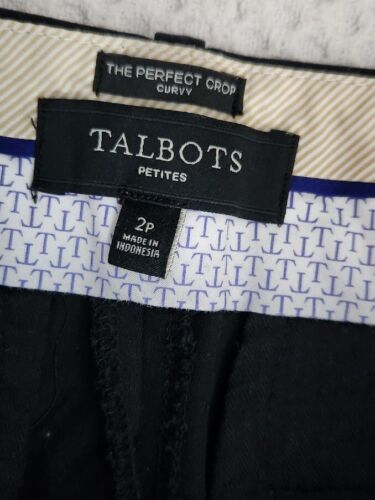 THE PERFECT CROP
CURVY
TALBOTS
PETITES
2P
MADE IN
INDONESIA